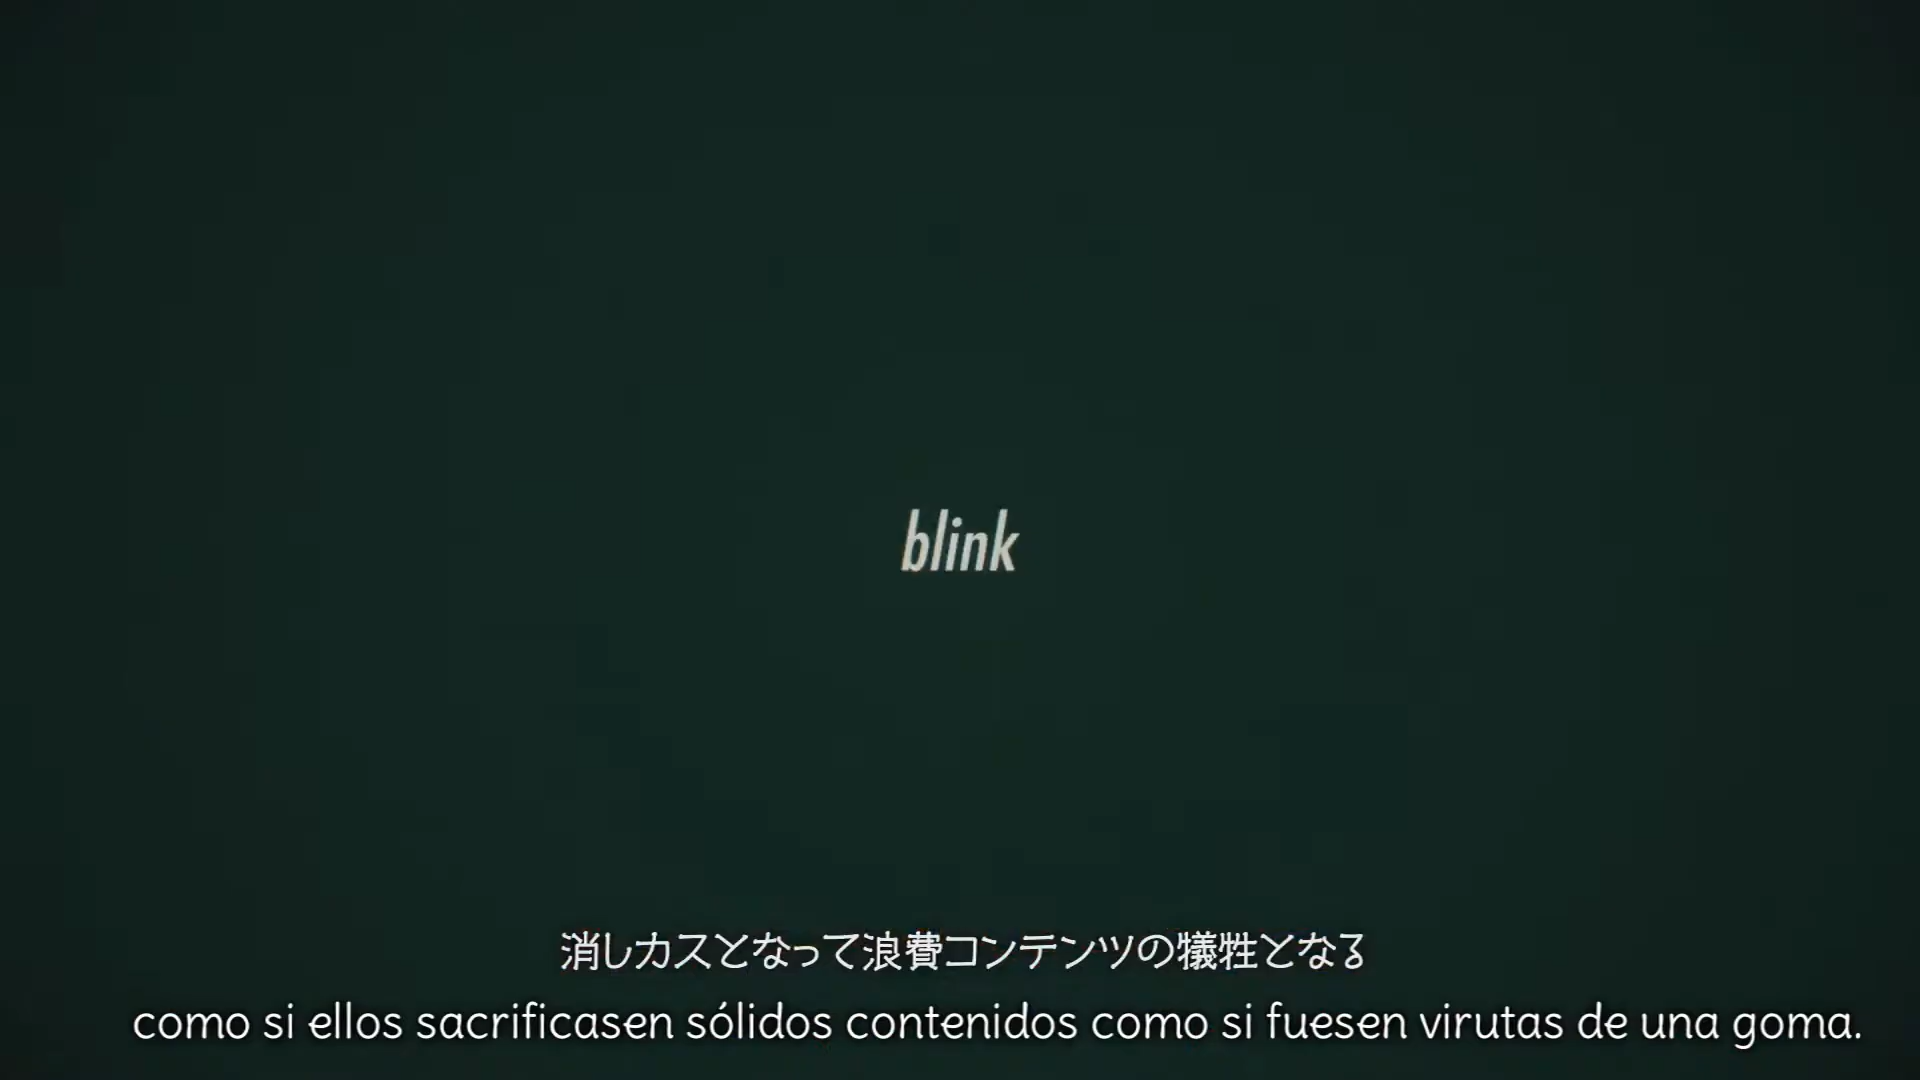 blink
消しカスとなって浪費コンテンツの犠牲となる
como si ellos sacrificasen sólidos contenidos como si fuesen virutas de una goma.